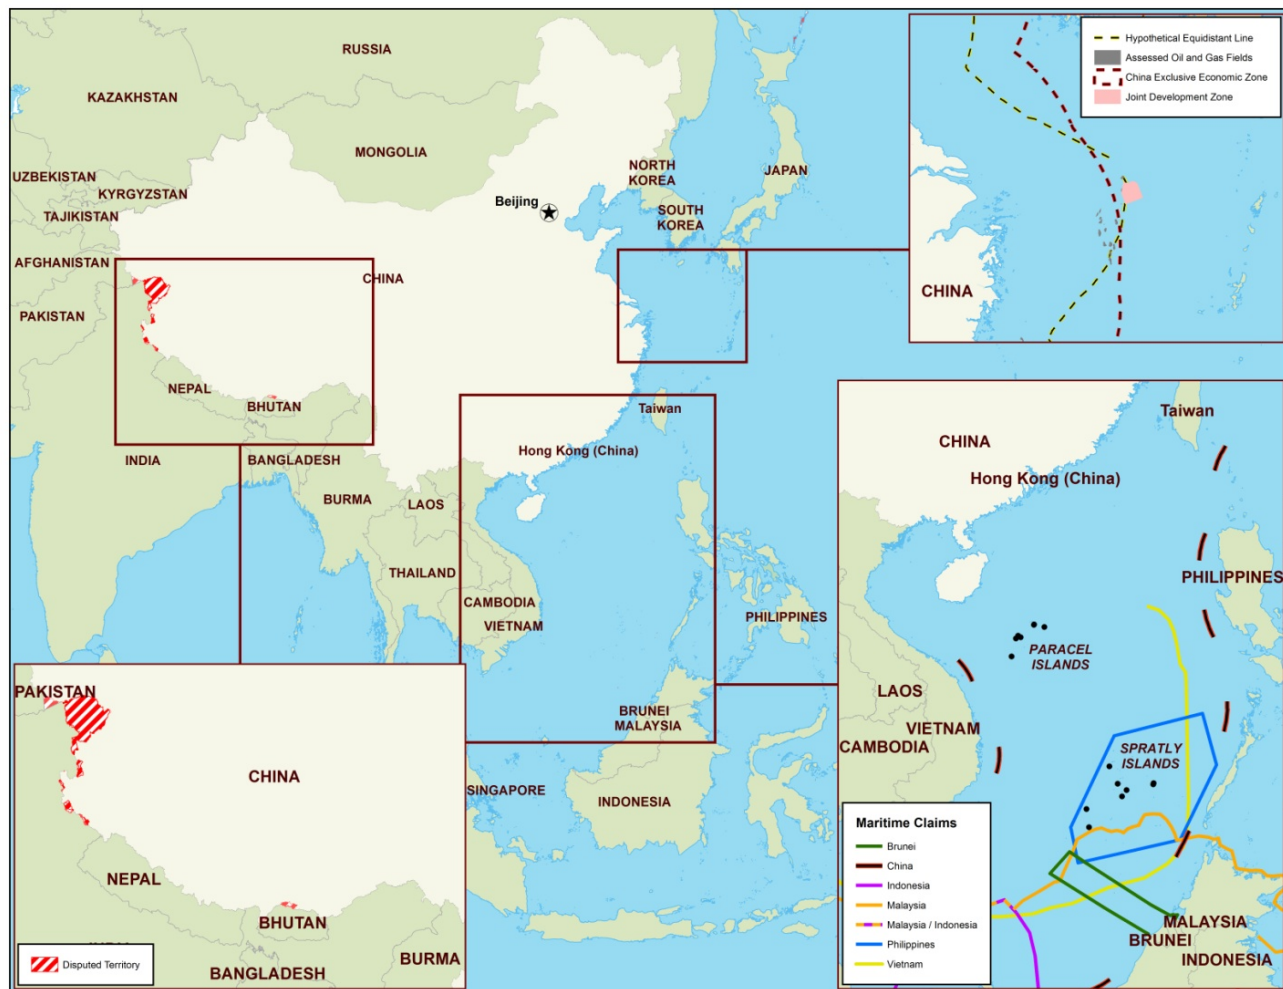 RUSSIA
KAZAKHSTAN
MONGOLIA
UZBEKISTAN
KYRGYZSTAN
TAJIKISTAN
AFGHANISTAN
PAKISTAN
NORTH
KOREA
SOUTH
KOREA
JAPAN
Beijing
CHINA
NEPAL
BHUTAN
INDIA
BANGLADESH
BURMA
LAOS
THAILAND
CAMBODIA
VIETNAM
Taiwan
Hong Kong (China)
PHILIPPINES
BRUNEI
MALAYSIA
SINGAPORE
INDONESIA
Hypothetical Equidistant Line
Assessed Oil and Gas Fields
China Exclusive Economic Zone
Joint Development Zone
CHINA
Taiwan
CHINA
Hong Kong (China)
PHILIPPINES
PARACEL
ISLANDS
LAOS
VIETNAM
CAMBODIA
SPRATLY
ISLANDS
MALAYSIA
BRUNEI
INDONESIA
Maritime Claims
Brunei
China
Indonesia
Malaysia
Malaysia / Indonesia
Philippines
Vietnam
PAKISTAN
CHINA
NEPAL
BHUTAN
BURMA
BANGLADESH
Disputed Territory